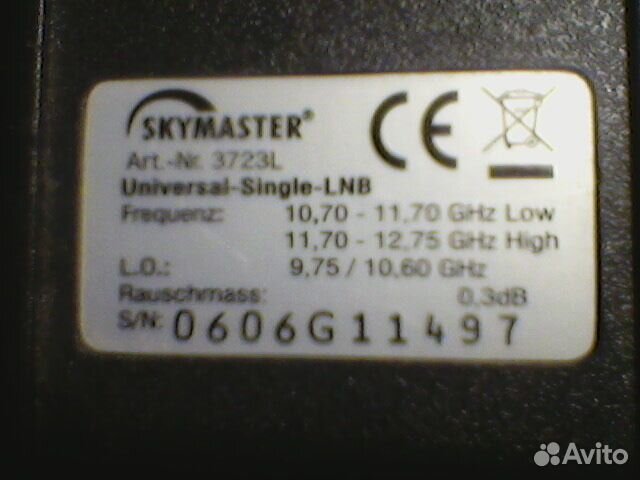 SKYMASTER®
CE
Art.-Nr. 3723L
Universal-Single-LNB
Frequenz: 10,70 - 11,70 GHz Low
11,70 - 12,75 GHz High
L.O.: 9,75 / 10,60 GHz
Rauschmass: 0,3dB
S/N: 0606G11497
Avito